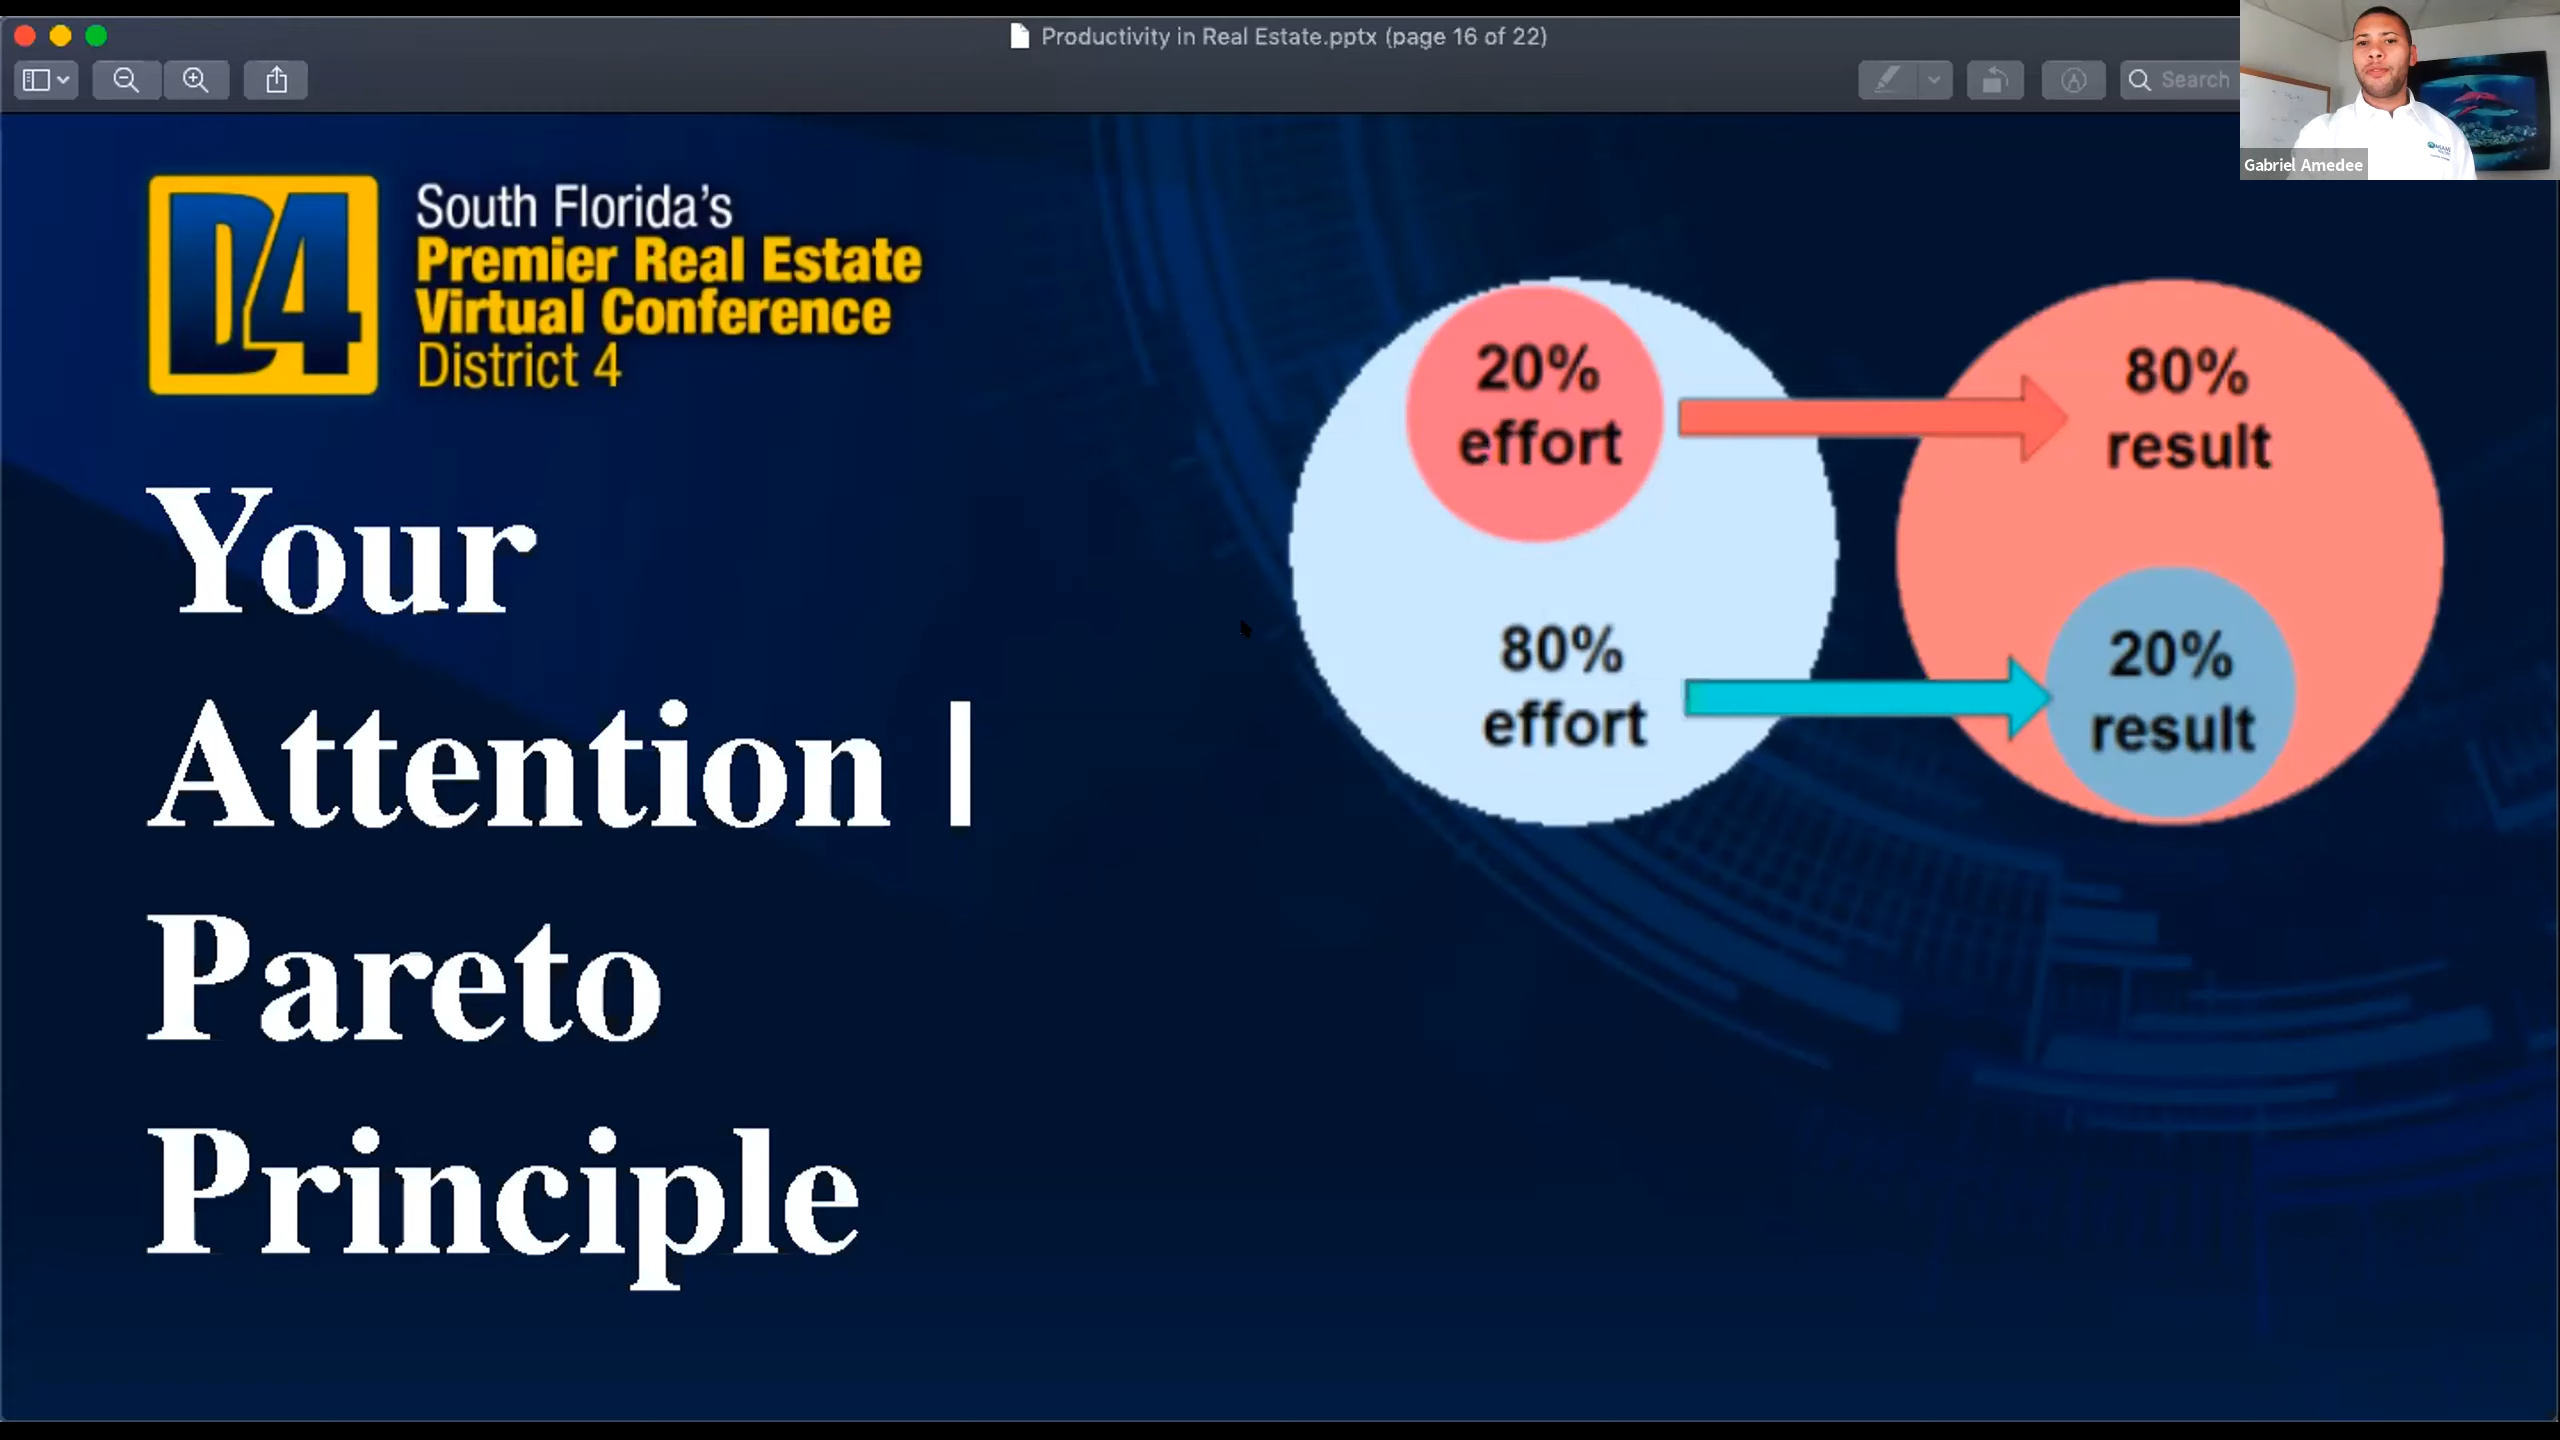 Productivity in Real Estate.pptx (page 16 of 22)
Search
Gabriel Amedee
D4
South Florida's
Premier Real Estate
Virtual Conference
District 4
Your
Attention |
Pareto
Principle
20%
effort
80%
result
80%
effort
20%
result